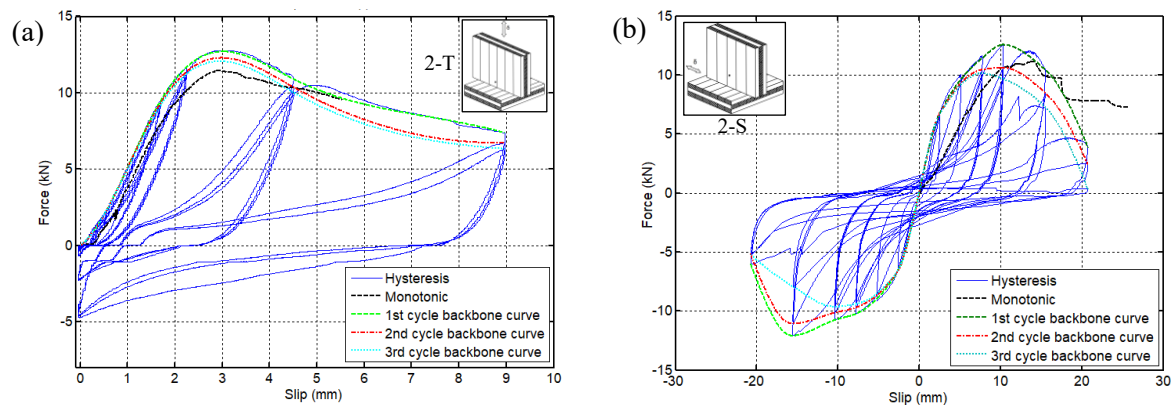 (a)
15
10
5
0
-5
Force (kN)
2-T
Hysteresis
Monotonic
1st cycle backbone curve
2nd cycle backbone curve
3rd cycle backbone curve
0 1 2 3 4 5 6 7 8 9 10
Slip (mm)
(b)
15
10
5
0
-5
-10
-15
Force (kN)
2-S
Hysteresis
Monotonic
1st cycle backbone curve
2nd cycle backbone curve
3rd cycle backbone curve
-30 -20 -10 0 10 20 30
Slip (mm)